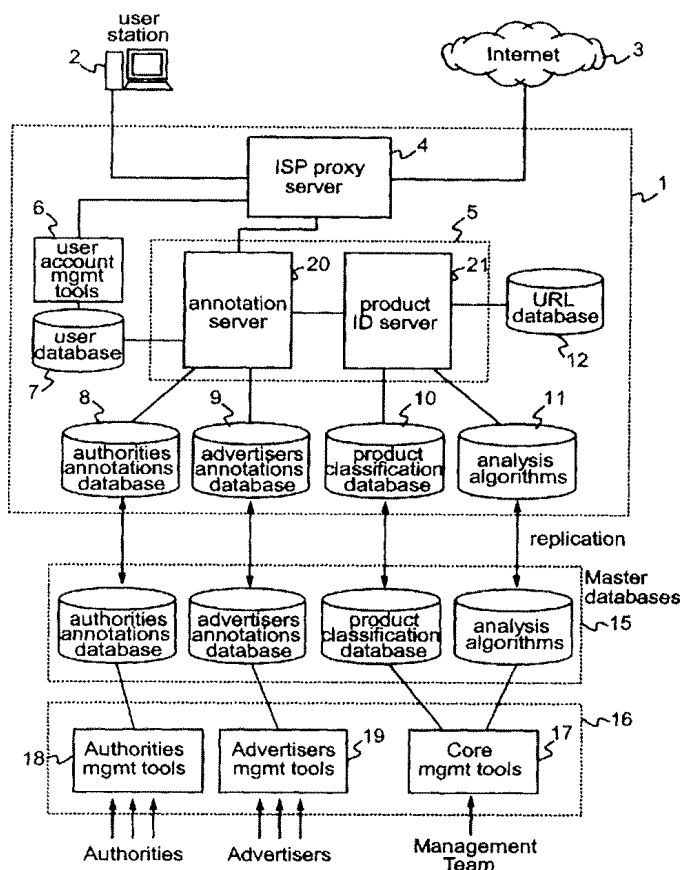 user
station
2
Internet
3
4
ISP proxy
server
1
6
user
account
mgmt
tools
5
20
annotation
server
21
product
ID server
URL
database
12
user
database
7
8
authorities
annotations
database
9
advertisers
annotations
database
10
product
classification
database
11
analysis
algorithms
replication
Master
databases
15
authorities
annotations
database
advertisers
annotations
database
product
classification
database
analysis
algorithms
16
18
Authorities
mgmt tools
19
Advertisers
mgmt tools
17
Core
mgmt tools
Authorities
Advertisers
Management
Team